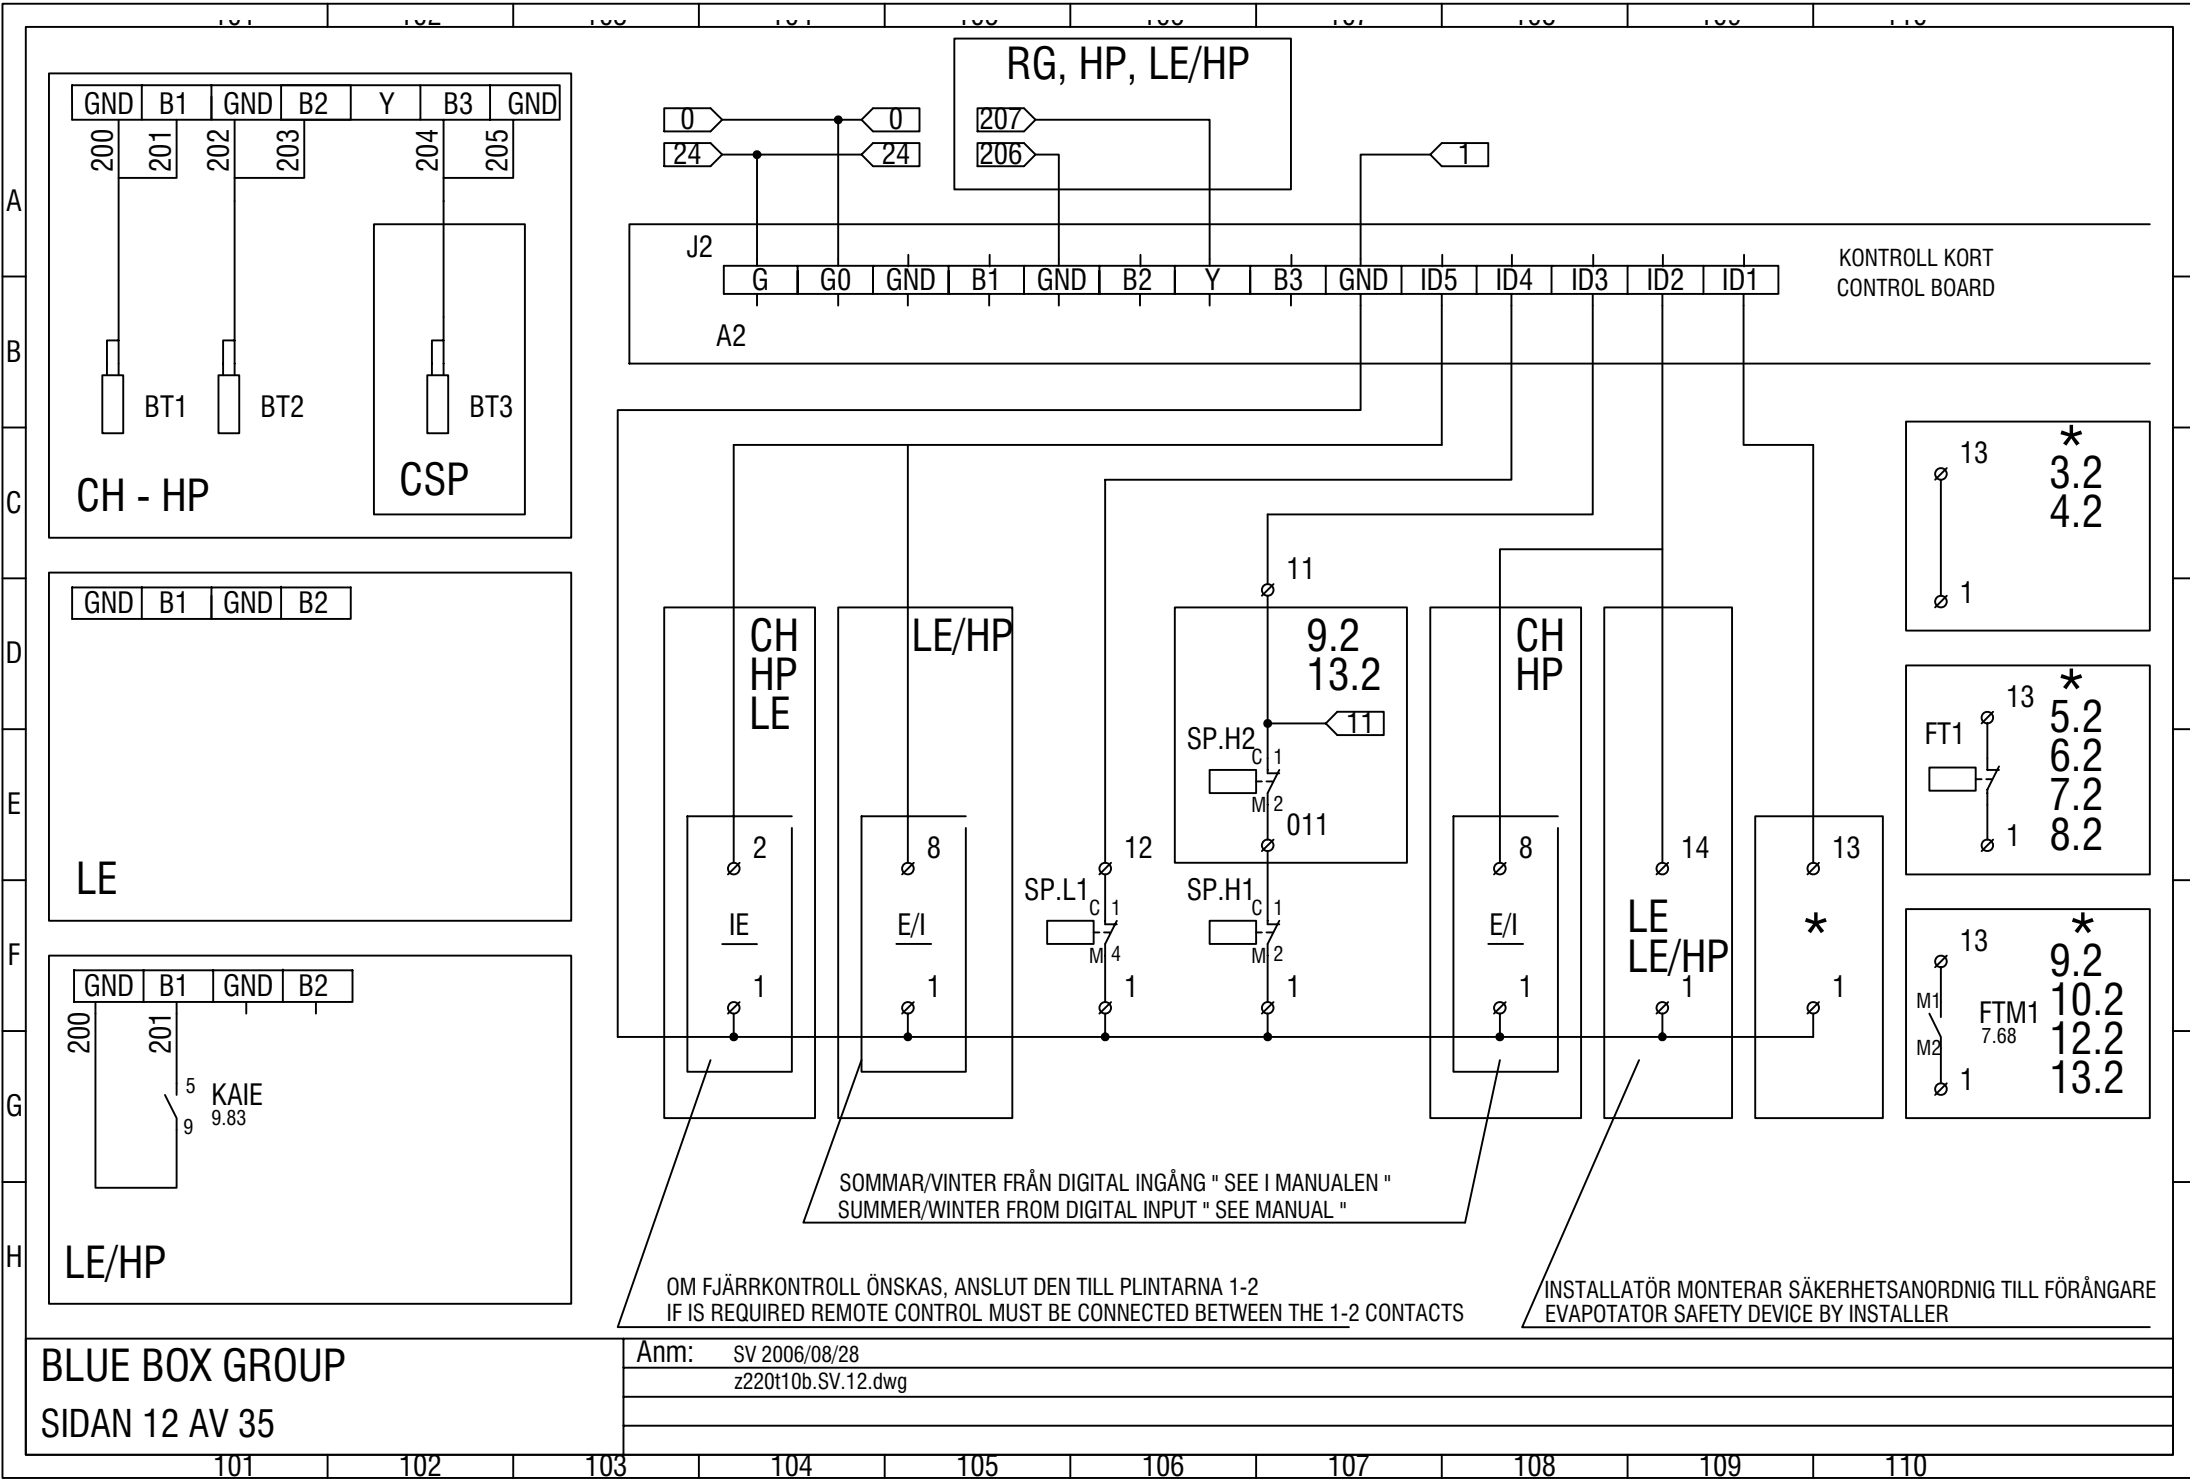 GND B1 GND B2 Y B3 GND
200 201 202 203 204 205
BT1 BT2 BT3
CH - HP
CSP
GND B1 GND B2
LE
GND B1 GND B2
200 201
5
KAIE
9.83
9
LE/HP
RG, HP, LE/HP
0 0 207
24 24 206 1
J2
G G0 GND B1 GND B2 Y B3 GND ID5 ID4 ID3 ID2 ID1
A2
KONTROLL KORT
CONTROL BOARD
11
CH
HP
LE
LE/HP
9.2
13.2
11
SP.H2
C 1
M 2
011
CH
HP
2 8 12 8 14 13
SP.L1
C 1
M 4
SP.H1
C 1
M 2
IE E/I E/I
LE
LE/HP
*
1 1 1 1 1 1 1
13 *
3.2
4.2
1
13 *
FT1
5.2
6.2
7.2
8.2
1
13 *
9.2
M1
FTM1
7.68
M2
10.2
12.2
13.2
1
SOMMAR/VINTER FRÅN DIGITAL INGÅNG " SEE I MANUALEN "
SUMMER/WINTER FROM DIGITAL INPUT " SEE MANUAL "
OM FJÄRRKONTROLL ÖNSKAS, ANSLUT DEN TILL PLINTARNA 1-2
IF IS REQUIRED REMOTE CONTROL MUST BE CONNECTED BETWEEN THE 1-2 CONTACTS
INSTALLATÖR MONTERAR SÄKERHETSANORDNIG TILL FÖRÅNGARE
EVAPOTATOR SAFETY DEVICE BY INSTALLER
A
B
C
D
E
F
G
H
BLUE BOX GROUP
SIDAN 12 AV 35
Anm: SV 2006/08/28
z220t10b.SV.12.dwg
101 102 103 104 105 106 107 108 109 110